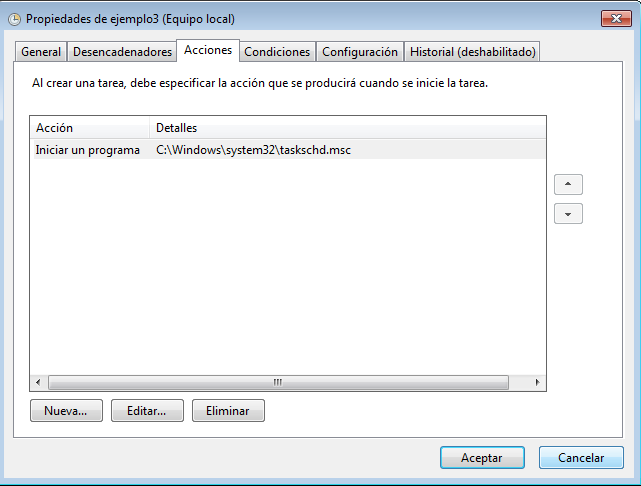 Propiedades de ejemplo3 (Equipo local)
General Desencadenadores Acciones Condiciones Configuración Historial (deshabilitado)
Al crear una tarea, debe especificar la acción que se producirá cuando se inicie la tarea.
Acción Detalles
Iniciar un programa C:\Windows\system32\taskschd.msc
Nueva... Editar... Eliminar
Aceptar Cancelar